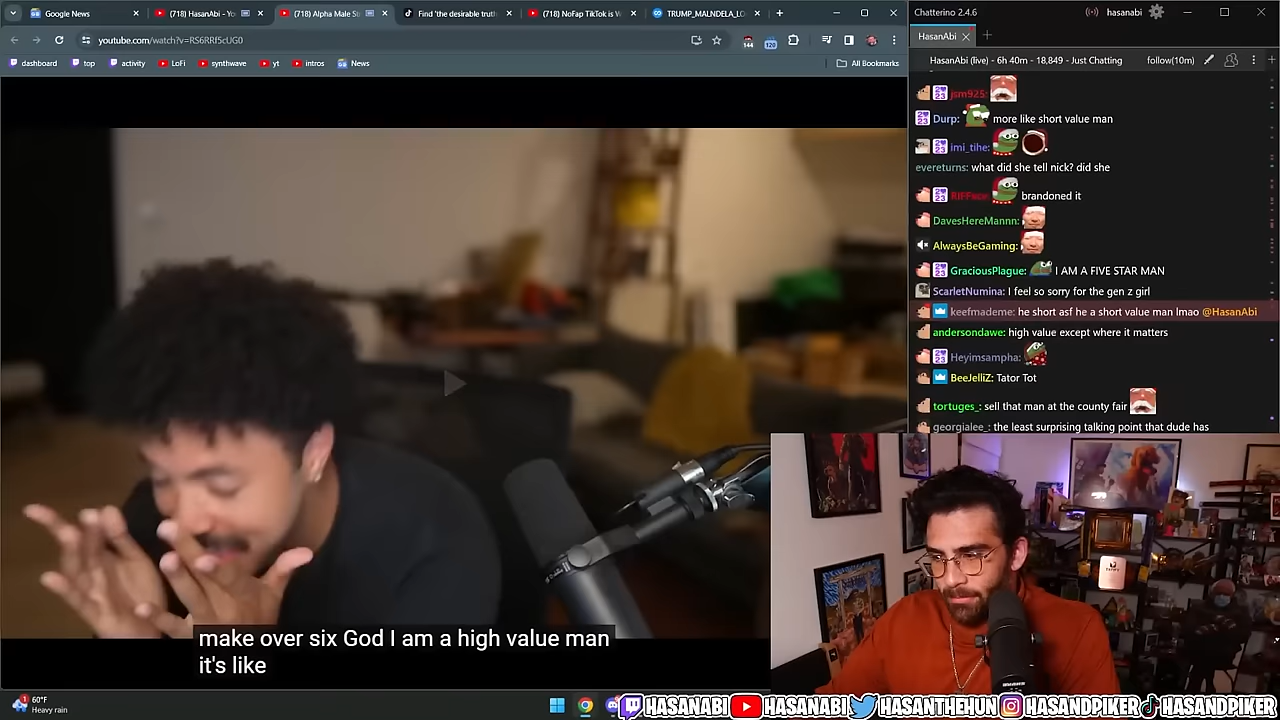 Google News
(718) HasanAbi - Yo
(718) Alpha Male S
Find 'the desirable truth
(718) NoFap TikTok is V
TRUMP_MALNDELA_LO
youtube.com/watch?v=RS6RRf5cUG0
144
120
dashboard
top
activity
LoFi
synthwave
yt
intros
News
All Bookmarks
make over six God I am a high value man
it's like
Chatterino 2.4.6
hasanabi
HasanAbi
HasanAbi (live) - 6h 40m - 18,849 - Just Chatting
follow(10m)
jsm925:
Durp: more like short value man
imi_tihe:
evereturns: what did she tell nick? did she
RIFFsaur: brandoned it
DavesHereMannn:
AlwaysBeGaming:
GraciousPlague: I AM A FIVE STAR MAN
ScarletNumina: I feel so sorry for the gen z girl
keefmademe: he short asf he a short value man lmao @HasanAbi
andersondawe: high value except where it matters
Heyimsampha:
BeeJelliZ: Tator Tot
tortuges_: sell that man at the county fair
georgialee_: the least surprising talking point that dude has
60°F
Heavy rain
HASANABI
HASANABI
HASANTHEHUN
HASANDPIKER
HASANDPIKER